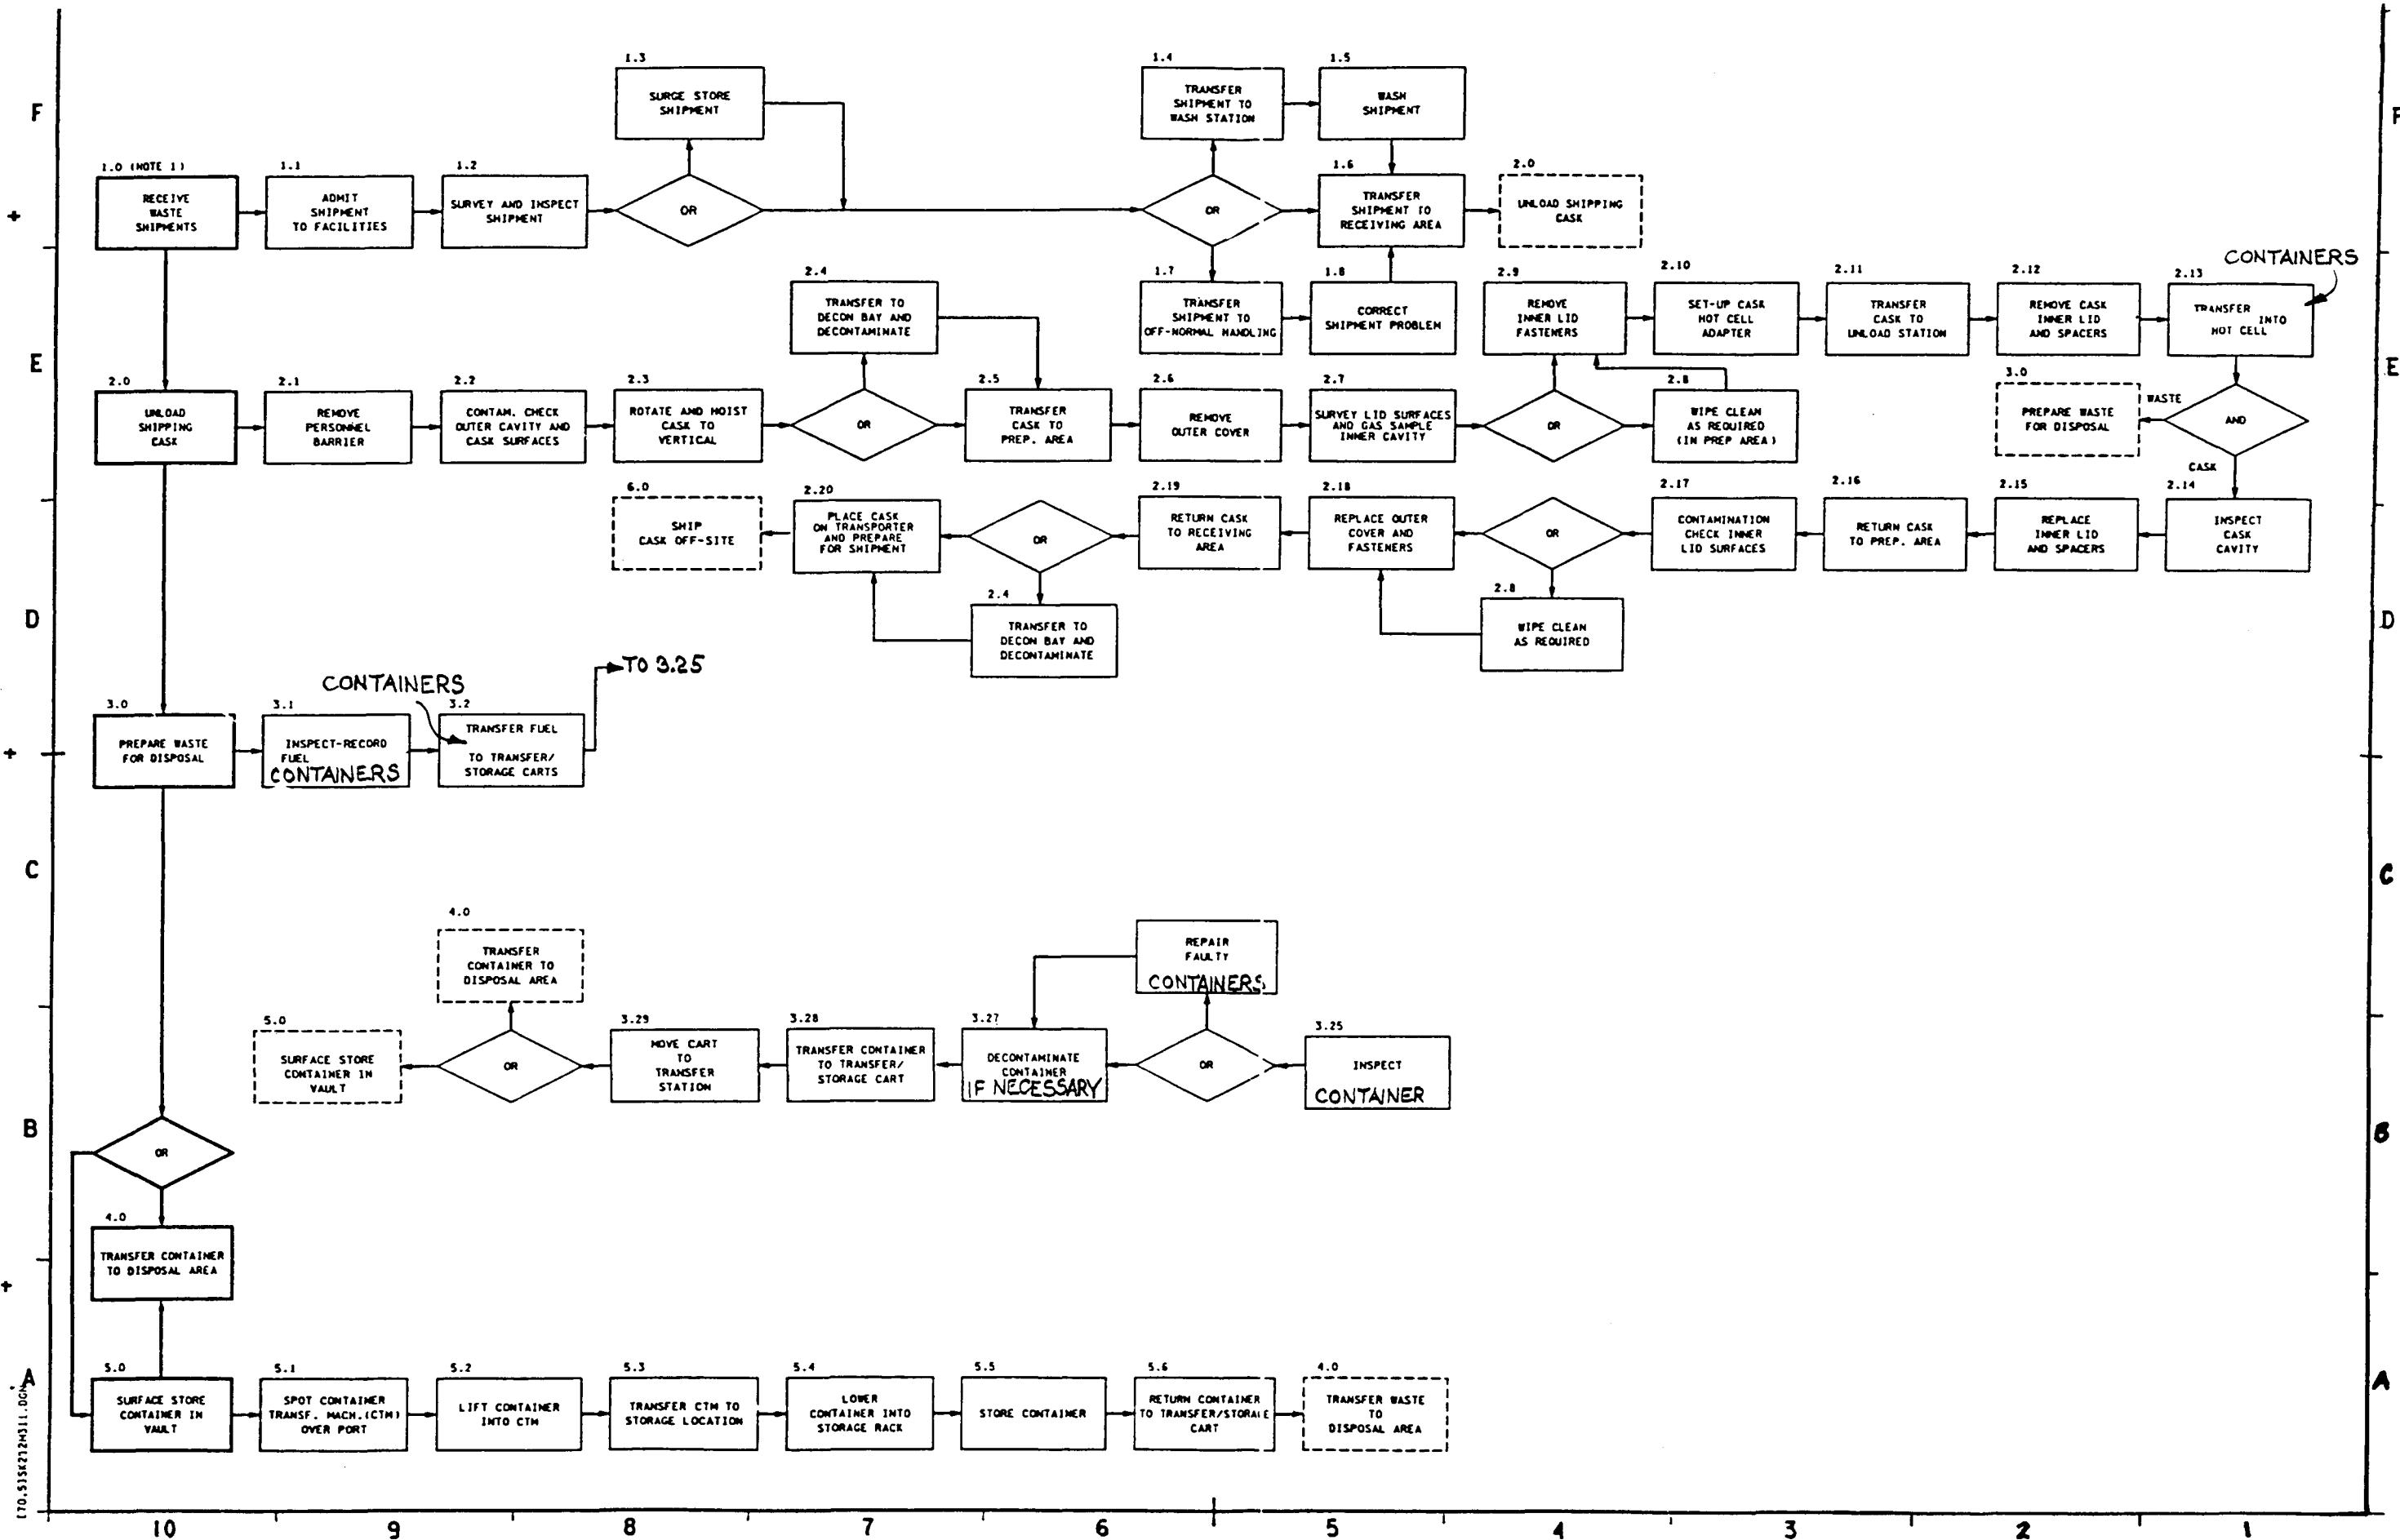 F
F
1.3
SURGE STORE
SHIPMENT
1.4
TRANSFER
SHIPMENT TO
WASH STATION
1.5
WASH
SHIPMENT
1.0 (NOTE 1)
RECEIVE
WASTE
SHIPMENTS
1.1
ADMIT
SHIPMENT
TO FACILITIES
1.2
SURVEY AND INSPECT
SHIPMENT
OR
OR
1.6
TRANSFER
SHIPMENT TO
RECEIVING AREA
2.0
UNLOAD SHIPPING
CASK
E
E
2.4
TRANSFER TO
DECON BAY AND
DECONTAMINATE
1.7
TRANSFER
SHIPMENT TO
OFF-NORMAL HANDLING
1.8
CORRECT
SHIPMENT PROBLEM
2.9
REMOVE
INNER LID
FASTENERS
2.10
SET-UP CASK
HOT CELL
ADAPTER
2.11
TRANSFER
CASK TO
UNLOAD STATION
2.12
REMOVE CASK
INNER LID
AND SPACERS
2.13
CONTAINERS
TRANSFER INTO
HOT CELL
2.0
UNLOAD
SHIPPING
CASK
2.1
REMOVE
PERSONNEL
BARRIER
2.2
CONTAM. CHECK
OUTER CAVITY AND
CASK SURFACES
2.3
ROTATE AND HOIST
CASK TO
VERTICAL
OR
2.5
TRANSFER
CASK TO
PREP. AREA
2.6
REMOVE
OUTER COVER
2.7
SURVEY LID SURFACES
AND GAS SAMPLE
INNER CAVITY
OR
2.8
WIPE CLEAN
AS REQUIRED
(IN PREP AREA)
3.0
PREPARE WASTE
FOR DISPOSAL
WASTE
AND
CASK
D
D
6.0
SHIP
CASK OFF-SITE
2.20
PLACE CASK
ON TRANSPORTER
AND PREPARE
FOR SHIPMENT
OR
2.19
RETURN CASK
TO RECEIVING
AREA
2.18
REPLACE OUTER
COVER AND
FASTENERS
OR
2.17
CONTAMINATION
CHECK INNER
LID SURFACES
2.16
RETURN CASK
TO PREP. AREA
2.15
REPLACE
INNER LID
AND SPACERS
2.14
INSPECT
CASK
CAVITY
2.4
TRANSFER TO
DECON BAY AND
DECONTAMINATE
2.8
WIPE CLEAN
AS REQUIRED
3.0
PREPARE WASTE
FOR DISPOSAL
3.1
INSPECT-RECORD
FUEL
CONTAINERS
CONTAINERS
3.2
TRANSFER FUEL
TO TRANSFER/
STORAGE CARTS
TO 3.25
C
C
4.0
TRANSFER
CONTAINER TO
DISPOSAL AREA
REPAIR
FAULTY
CONTAINERS
5.0
SURFACE STORE
CONTAINER IN
VAULT
OR
3.29
MOVE CART
TO
TRANSFER
STATION
3.28
TRANSFER CONTAINER
TO TRANSFER/
STORAGE CART
3.27
DECONTAMINATE
CONTAINER
IF NECESSARY
OR
3.25
INSPECT
CONTAINER
B
B
OR
4.0
TRANSFER CONTAINER
TO DISPOSAL AREA
A
A
5.0
SURFACE STORE
CONTAINER IN
VAULT
5.1
SPOT CONTAINER
TRANSF. MACH.(CTM)
OVER PORT
5.2
LIFT CONTAINER
INTO CTM
5.3
TRANSFER CTM TO
STORAGE LOCATION
5.4
LOWER
CONTAINER INTO
STORAGE RACK
5.5
STORE CONTAINER
5.6
RETURN CONTAINER
TO TRANSFER/STORAGE
CART
4.0
TRANSFER WASTE
TO
DISPOSAL AREA
10 9 8 7 6 5 4 3 2 1